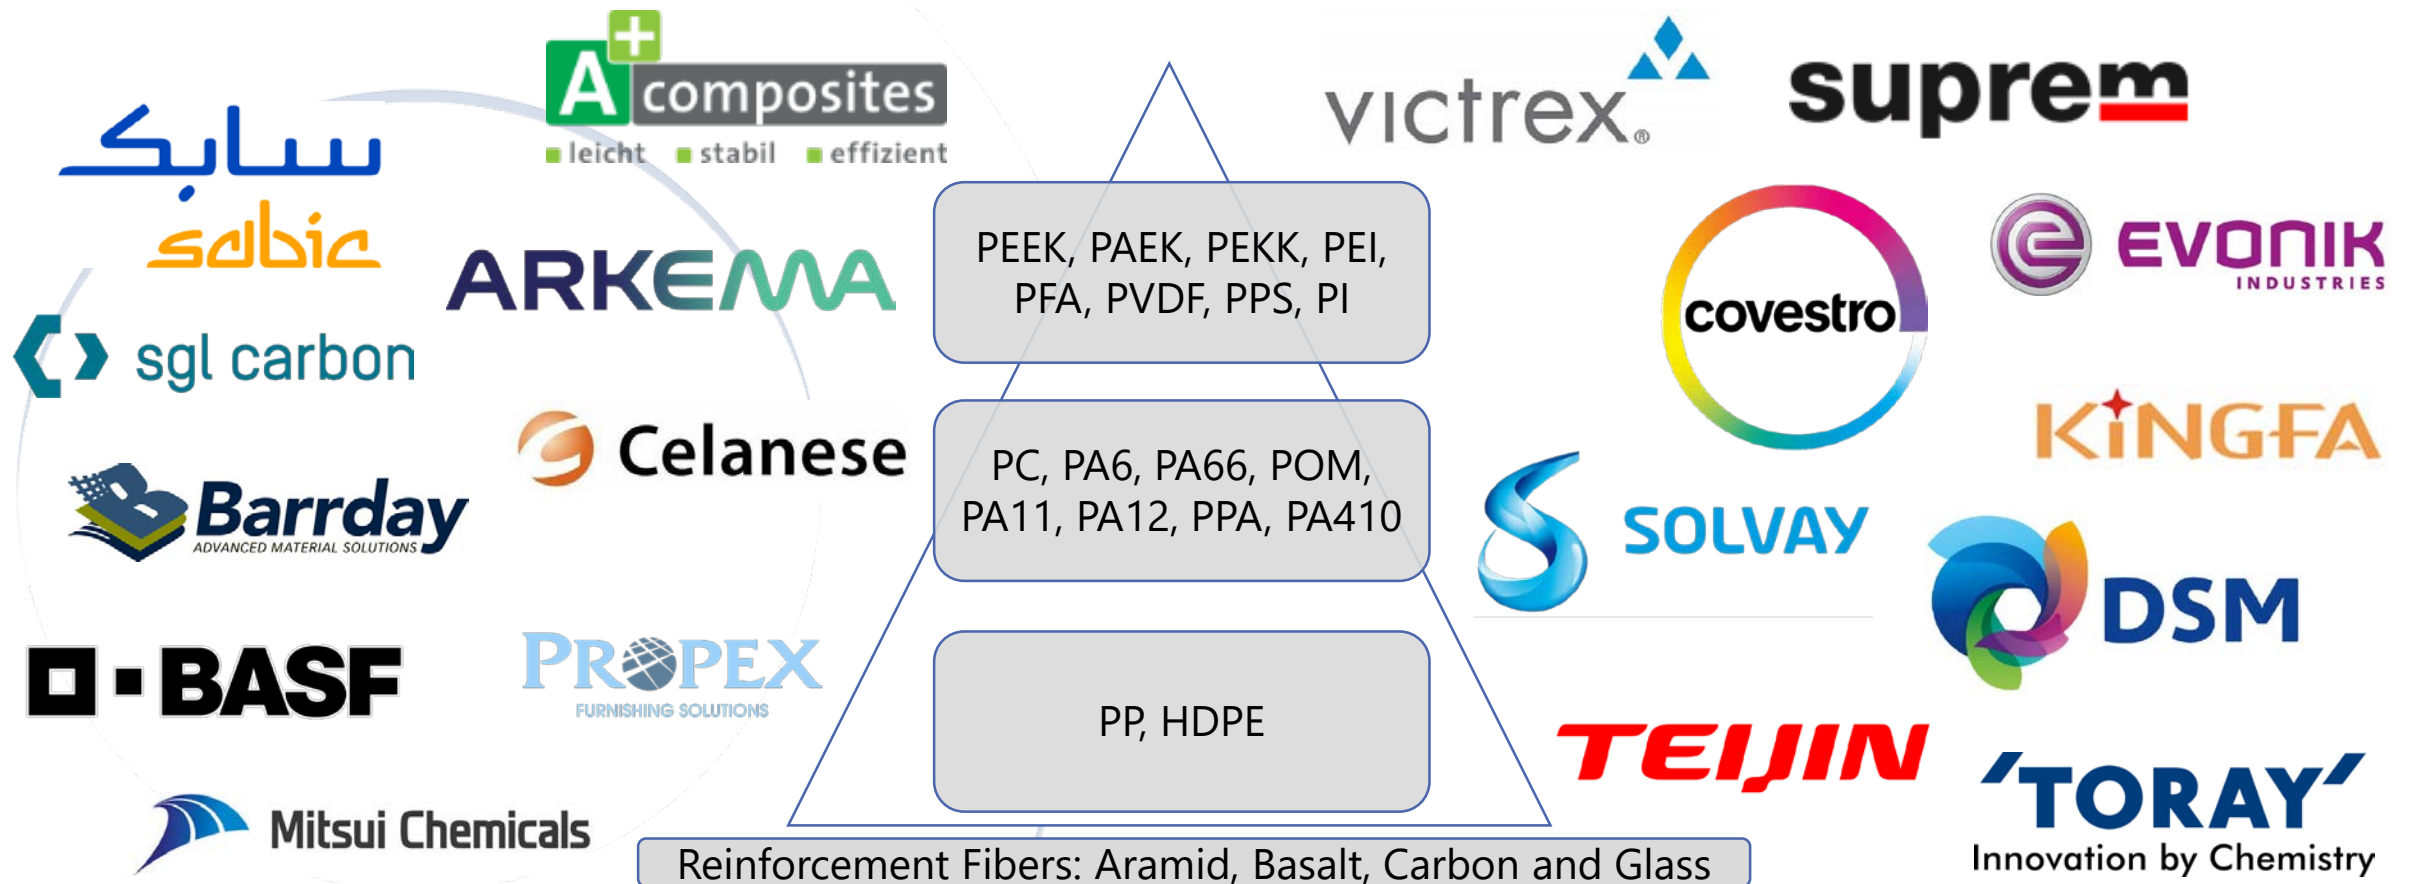 A+
composites
leicht stabil effizient
سابك
sabic
ARKEMA
sgl carbon
Celanese
Barrday
ADVANCED MATERIAL SOLUTIONS
BASF
PROPEX
FURNISHING SOLUTIONS
Mitsui Chemicals
PEEK, PAEK, PEKK, PEI,
PFA, PVDF, PPS, PI
PC, PA6, PA66, POM,
PA11, PA12, PPA, PA410
PP, HDPE
Reinforcement Fibers: Aramid, Basalt, Carbon and Glass
victrex®
suprem
covestro
EVONIK
INDUSTRIES
KINGFA
SOLVAY
DSM
TEIJIN
'TORAY'
Innovation by Chemistry